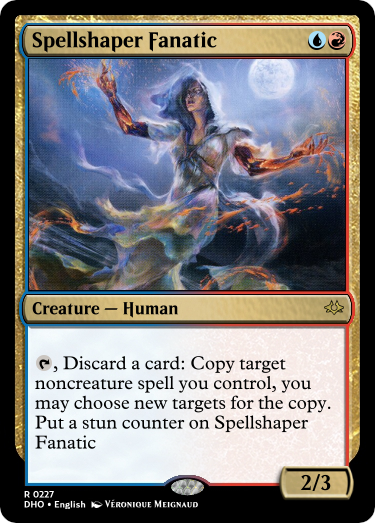 Spellshaper Fanatic
Creature — Human
, Discard a card: Copy target
noncreature spell you control, you
may choose new targets for the copy.
Put a stun counter on Spellshaper
Fanatic
2/3
R 0227
DHO • English Véronique Meignaud